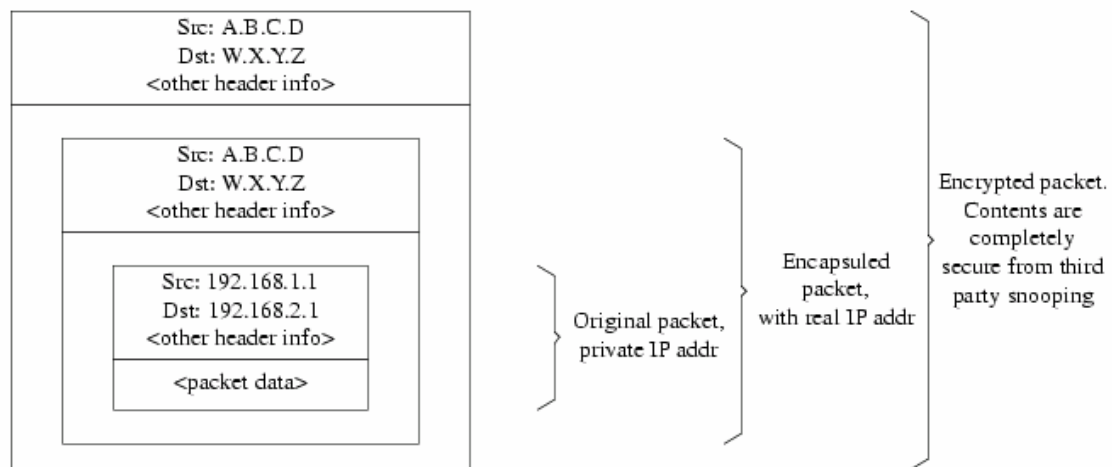 Src: A.B.C.D
Dst: W.X.Y.Z
<other header info>
Src: A.B.C.D
Dst: W.X.Y.Z
<other header info>
Src: 192.168.1.1
Dst: 192.168.2.1
<other header info>
<packet data>
Original packet,
private IP addr
Encapsuled
packet,
with real IP addr
Encrypted packet.
Contents are
completely
secure from third
party snooping